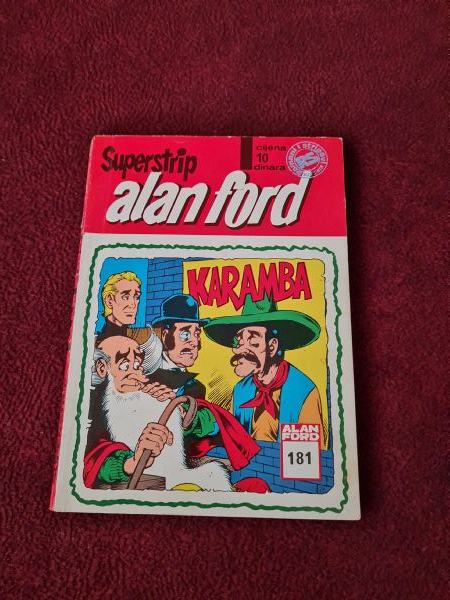 Superstrip
cijena
10
dinara
alan ford
KARAMBA
ALAN
FORD
181